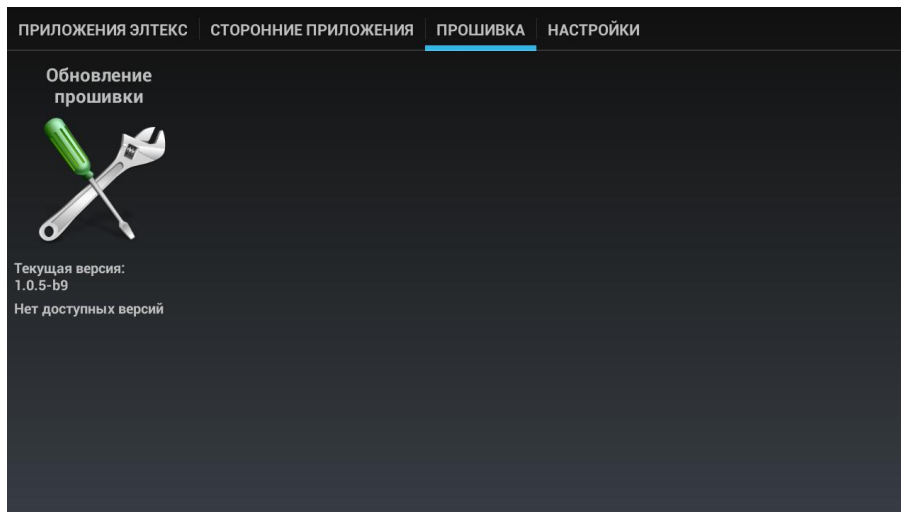 ПРИЛОЖЕНИЯ ЭЛТЕКС СТОРОННИЕ ПРИЛОЖЕНИЯ ПРОШИВКА НАСТРОЙКИ
Обновление
прошивки
Текущая версия:
1.0.5-b9
Нет доступных версий